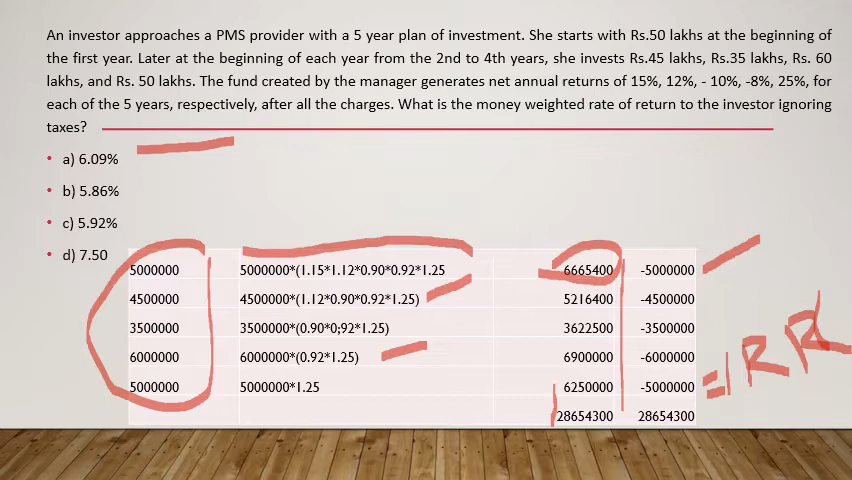 An investor approaches a PMS provider with a 5 year plan of investment. She starts with Rs.50 lakhs at the beginning of
the first year. Later at the beginning of each year from the 2nd to 4th years, she invests Rs.45 lakhs, Rs.35 lakhs, Rs. 60
lakhs, and Rs. 50 lakhs. The fund created by the manager generates net annual returns of 15%, 12%, - 10%, -8%, 25%, for
each of the 5 years, respectively, after all the charges. What is the money weighted rate of return to the investor ignoring
taxes?
• a) 6.09%
• b) 5.86%
• c) 5.92%
• d) 7.50
5000000 5000000*(1.15*1.12*0.90*0.92*1.25 6665400 -5000000
4500000 4500000*(1.12*0.90*0.92*1.25) 5216400 -4500000
3500000 3500000*(0.90*0;92*1.25) 3622500 -3500000
6000000 6000000*(0.92*1.25) 6900000 -6000000
5000000 5000000*1.25 6250000 -5000000
28654300 28654300
=IRR